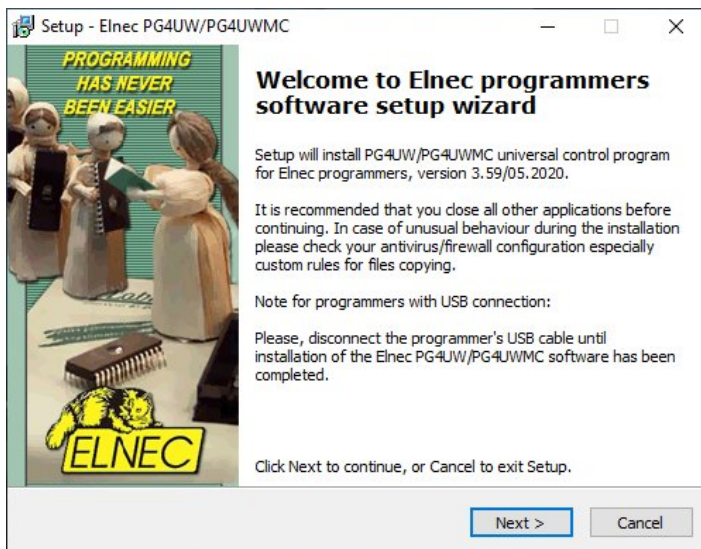 Setup - Elnec PG4UW/PG4UWMC
PROGRAMMING
HAS NEVER
BEEN EASIER
Welcome to Elnec programmers
software setup wizard
Setup will install PG4UW/PG4UWMC universal control program
for Elnec programmers, version 3.59/05.2020.
It is recommended that you close all other applications before
continuing. In case of unusual behaviour during the installation
please check your antivirus/firewall configuration especially
custom rules for files copying.
Note for programmers with USB connection:
Please, disconnect the programmer's USB cable until
installation of the Elnec PG4UW/PG4UWMC software has been
completed.
ELNEC
Click Next to continue, or Cancel to exit Setup.
Next >
Cancel